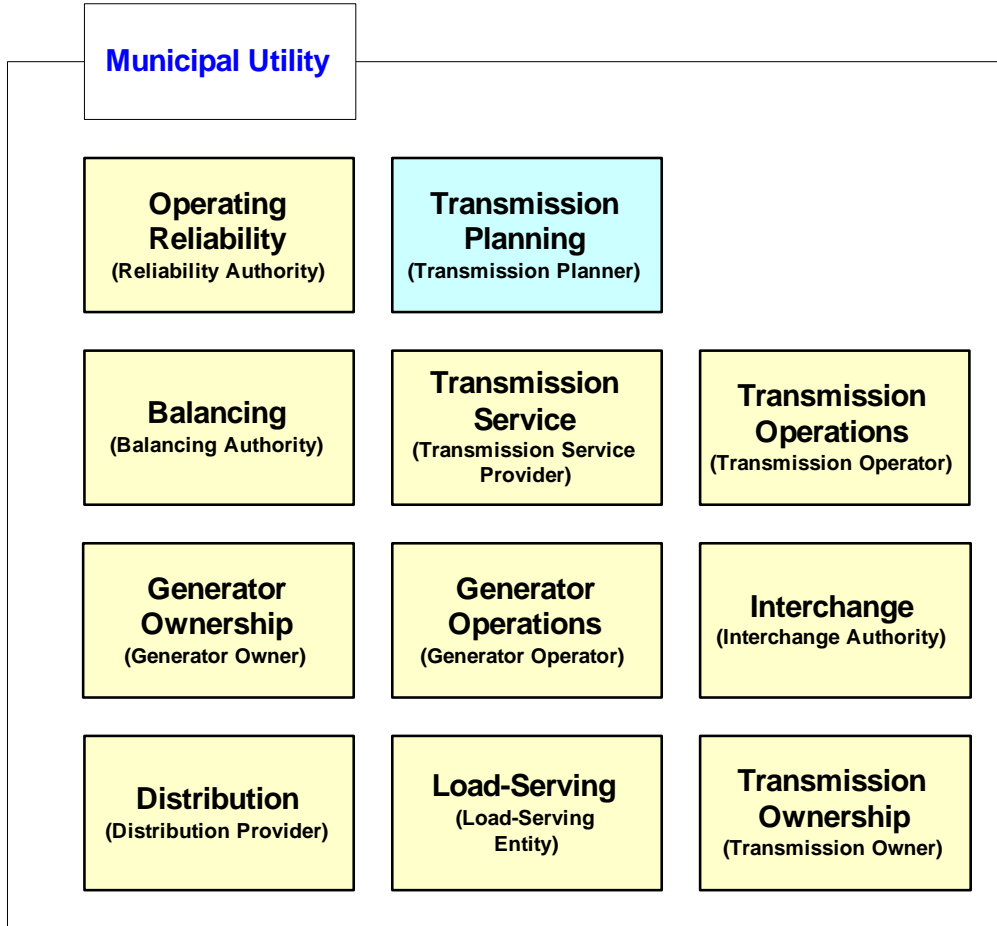 Municipal Utility
Operating
Reliability
(Reliability Authority)
Transmission
Planning
(Transmission Planner)
Balancing
(Balancing Authority)
Transmission
Service
(Transmission Service
Provider)
Transmission
Operations
(Transmission Operator)
Generator
Ownership
(Generator Owner)
Generator
Operations
(Generator Operator)
Interchange
(Interchange Authority)
Distribution
(Distribution Provider)
Load-Serving
(Load-Serving
Entity)
Transmission
Ownership
(Transmission Owner)